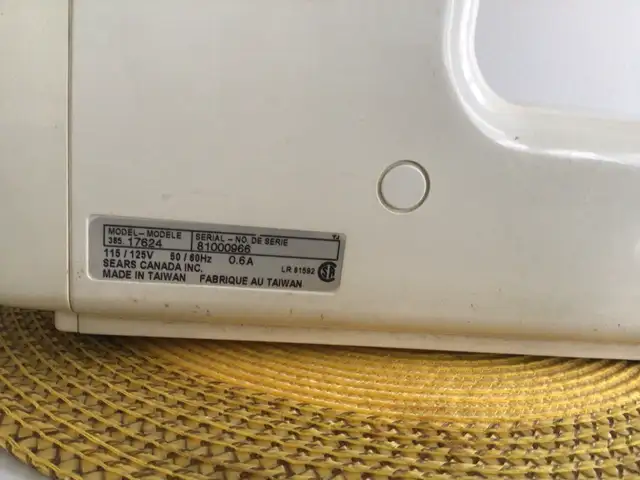 MODEL-MODELE SERIAL - NO. DE SERIE
385. 17624 81000966
115 / 125V 50 / 60Hz 0.6A
SEARS CANADA INC. LR 91592
MADE IN TAIWAN FABRIQUE AU TAIWAN